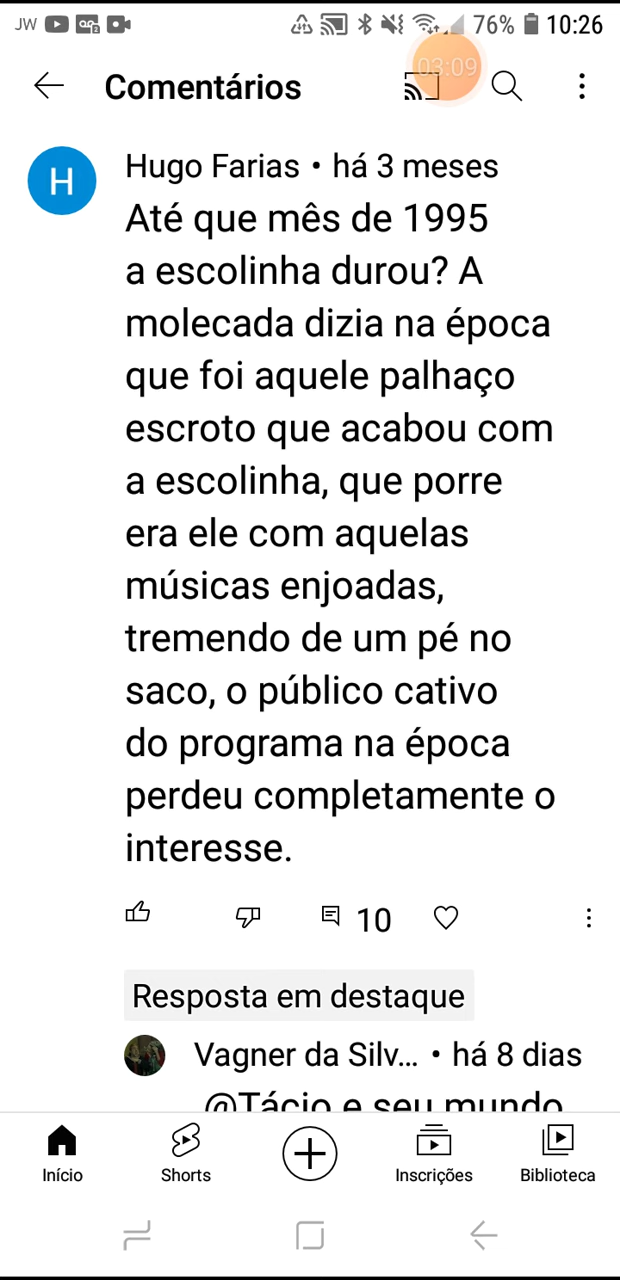 JW 76% 10:26
03:09
Comentários
H
Hugo Farias • há 3 meses
Até que mês de 1995
a escolinha durou? A
molecada dizia na época
que foi aquele palhaço
escroto que acabou com
a escolinha, que porre
era ele com aquelas
músicas enjoadas,
tremendo de um pé no
saco, o público cativo
do programa na época
perdeu completamente o
interesse.
10
Resposta em destaque
Vagner da Silv... • há 8 dias
@Tácio e seu mundo
Início Shorts Inscrições Biblioteca